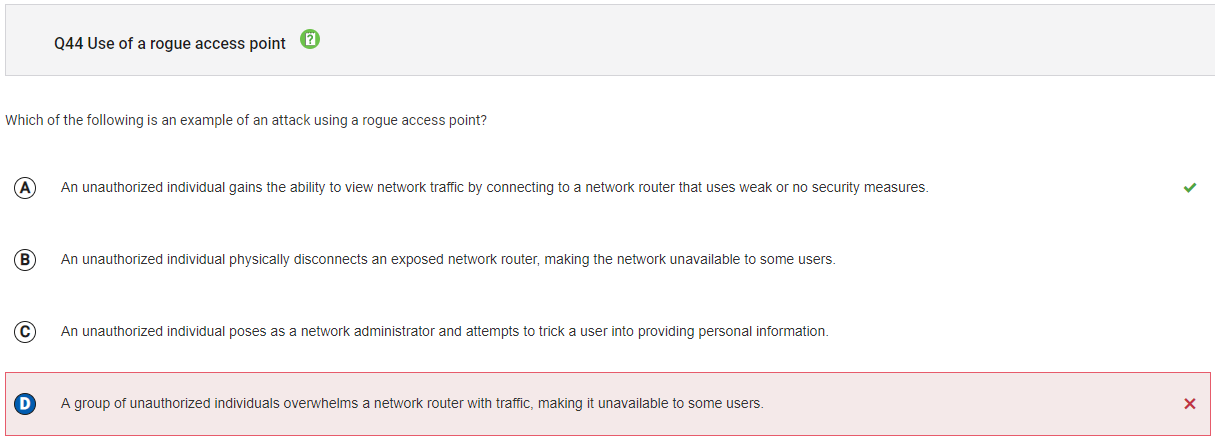 Q44 Use of a rogue access point
Which of the following is an example of an attack using a rogue access point?
A An unauthorized individual gains the ability to view network traffic by connecting to a network router that uses weak or no security measures.
B An unauthorized individual physically disconnects an exposed network router, making the network unavailable to some users.
C An unauthorized individual poses as a network administrator and attempts to trick a user into providing personal information.
D A group of unauthorized individuals overwhelms a network router with traffic, making it unavailable to some users.